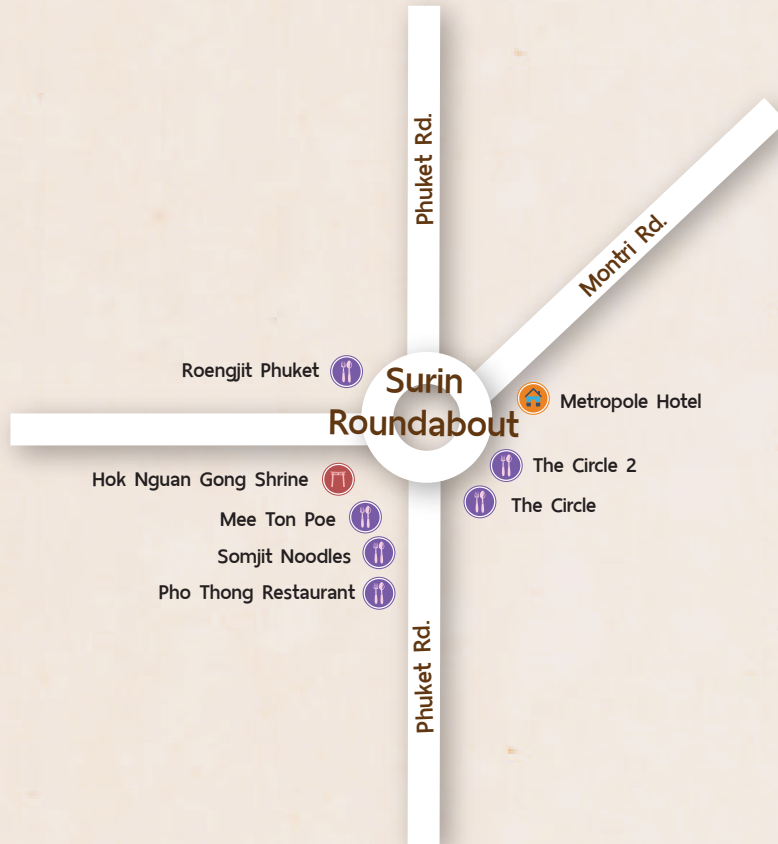 Phuket Rd.
Montri Rd.
Roengjit Phuket
Surin
Roundabout
Metropole Hotel
The Circle 2
Hok Nguan Gong Shrine
The Circle
Mee Ton Poe
Somjit Noodles
Pho Thong Restaurant
Phuket Rd.